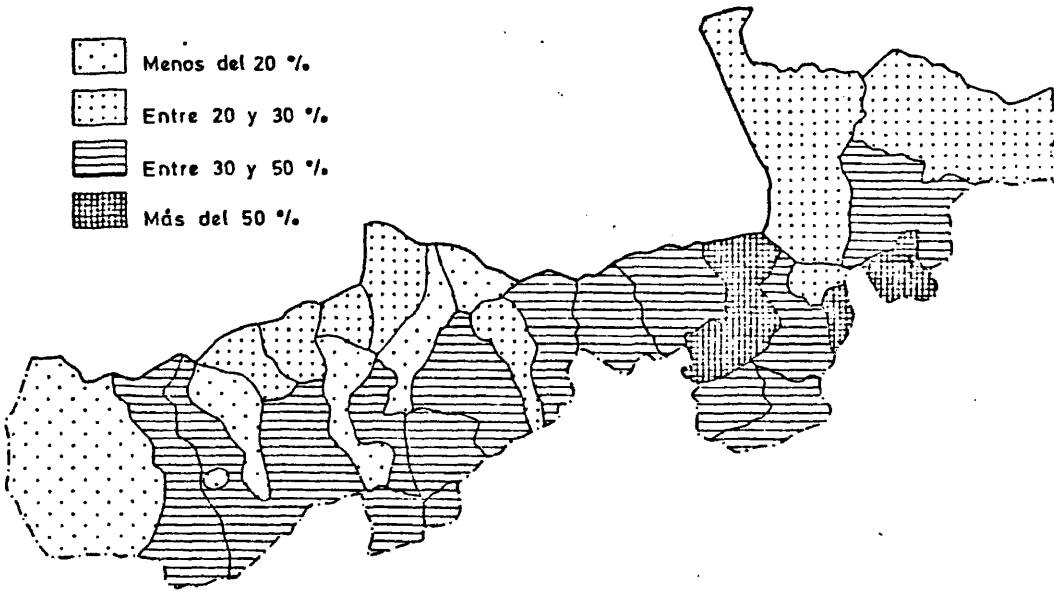 Menos del 20 %
Entre 20 y 30 %
Entre 30 y 50 %
Más del 50 %